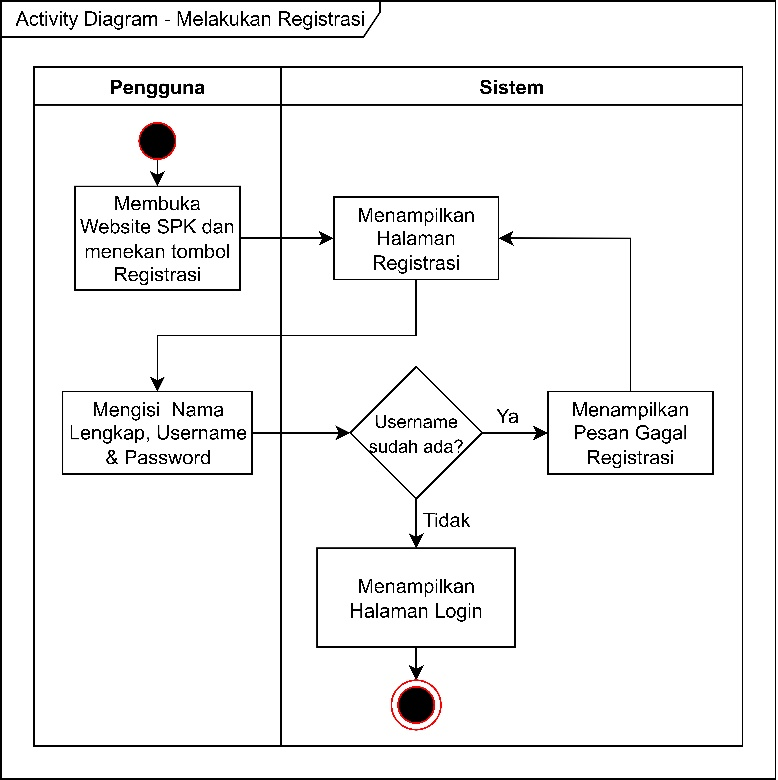 Activity Diagram - Melakukan Registrasi
Pengguna
Sistem
Membuka
Website SPK dan
menekan tombol
Registrasi
Menampilkan
Halaman
Registrasi
Mengisi Nama
Lengkap, Username
& Password
Username
sudah ada?
Ya
Menampilkan
Pesan Gagal
Registrasi
Tidak
Menampilkan
Halaman Login